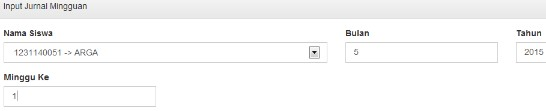 Input Jurnal Mingguan
Nama Siswa Bulan Tahun
1231140051 -> ARGA 5 2015
Minggu Ke
1